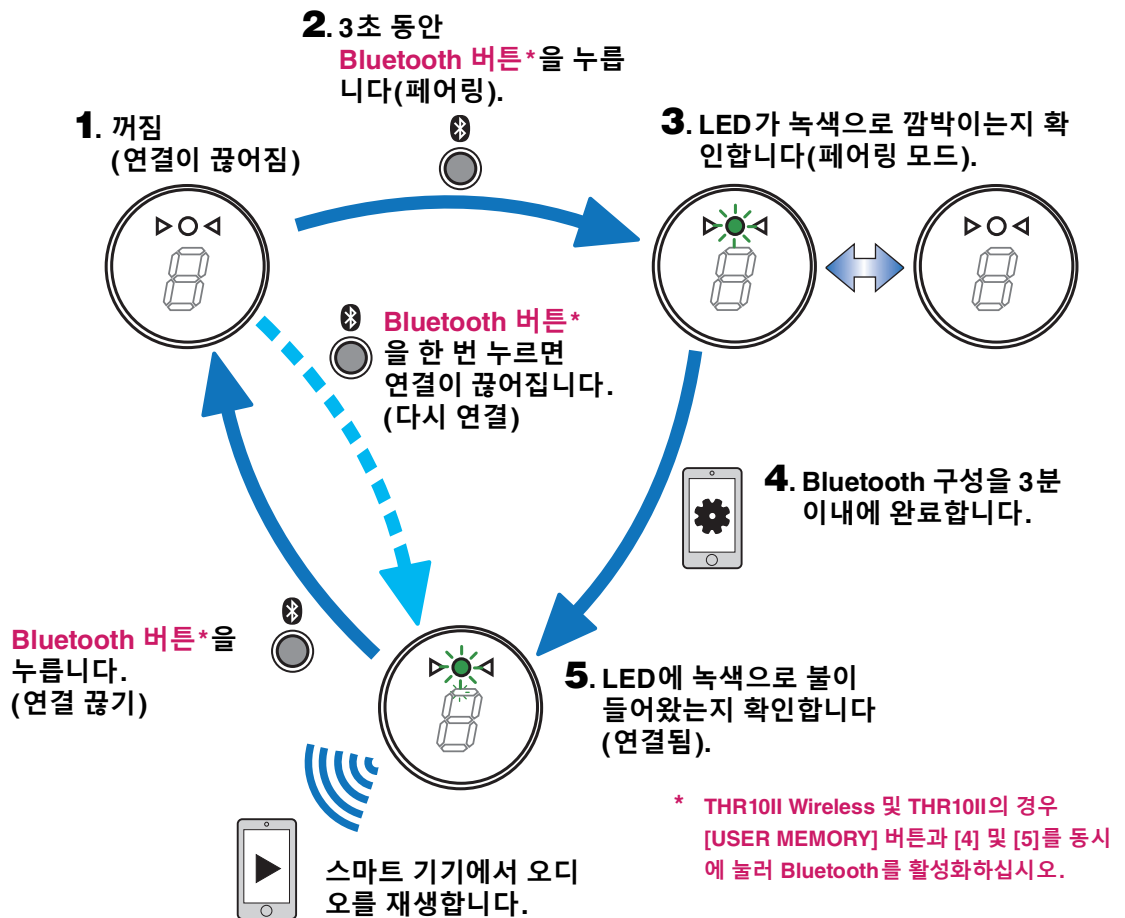 1. 꺼짐
(연결이 끊어짐)
2. 3초 동안
Bluetooth 버튼*을 누릅
니다(페어링).
3. LED가 녹색으로 깜박이는지 확
인합니다(페어링 모드).
Bluetooth 버튼*
을 한 번 누르면
연결이 끊어집니다.
(다시 연결)
4. Bluetooth 구성을 3분
이내에 완료합니다.
5. LED에 녹색으로 불이
들어왔는지 확인합니다
(연결됨).
Bluetooth 버튼*을
누릅니다.
(연결 끊기)
스마트 기기에서 오디
오를 재생합니다.
* THR10II Wireless 및 THR10II의 경우
[USER MEMORY] 버튼과 [4] 및 [5]를 동시
에 눌러 Bluetooth를 활성화하십시오.